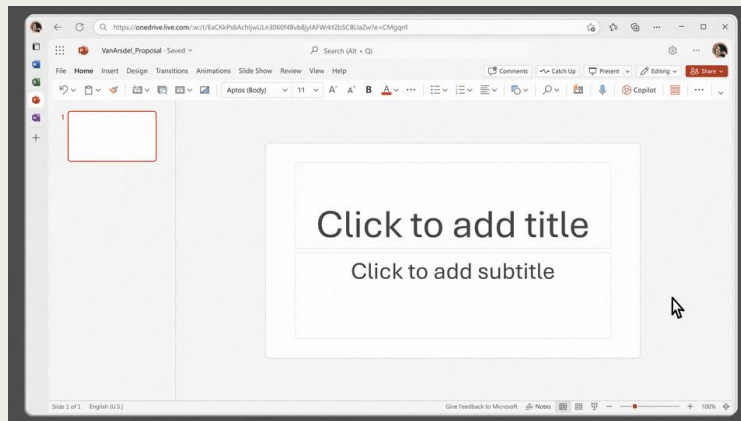 https://onedrive.live.com/:w:/t/EaCXkPs6AchIjwULn3060f49vb8jylAFWrkt2b5C8UaZw?e=CMgqn1
VanArsdel_Proposal · Saved
Search (Alt + Q)
File Home Insert Design Transitions Animations Slide Show Review View Help
Comments Catch Up Present Editing Share
Aptos (Body) 11 A A B A Copilot
1
Click to add title
Click to add subtitle
Slide 1 of 1 English (U.S.) Give Feedback to Microsoft Notes 100%